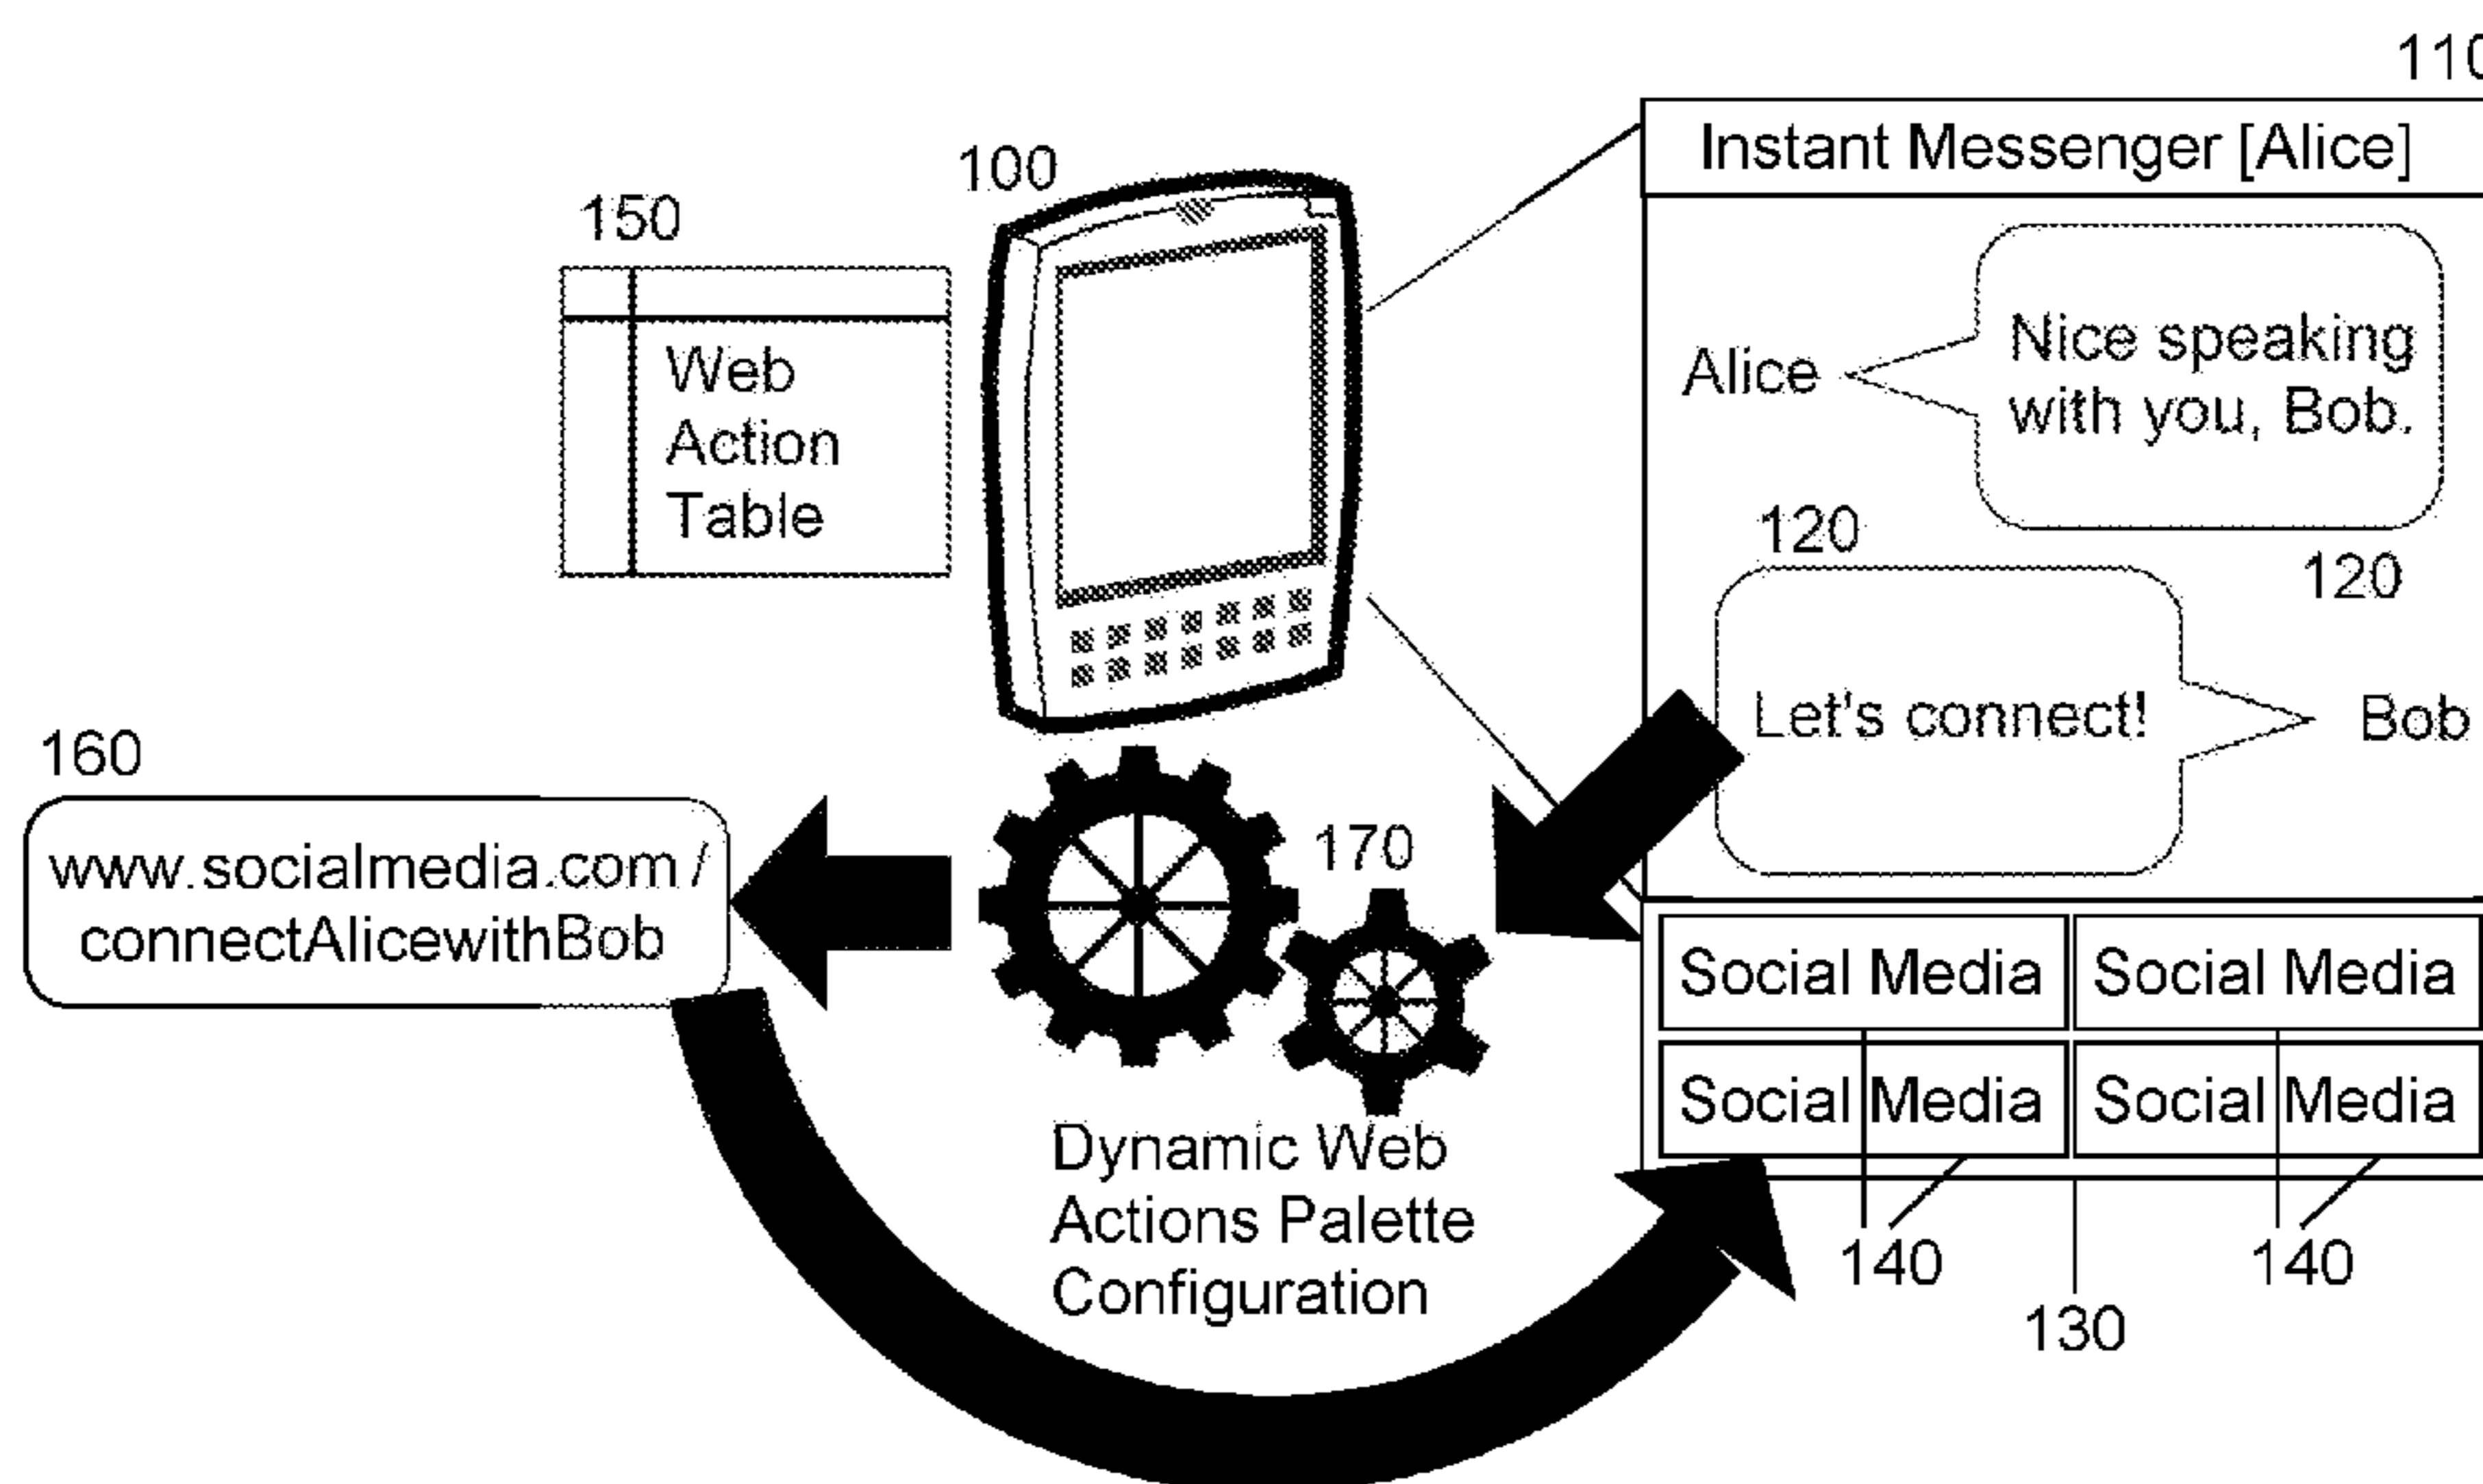 110
Instant Messenger [Alice]
100
150
Web
Action
Table
Alice
Nice speaking
with you, Bob.
120
120
Let's connect!
Bob
160
www.socialmedia.com/
connectAlicewithBob
170
Dynamic Web
Actions Palette
Configuration
Social Media
Social Media
Social Media
Social Media
140
140
130